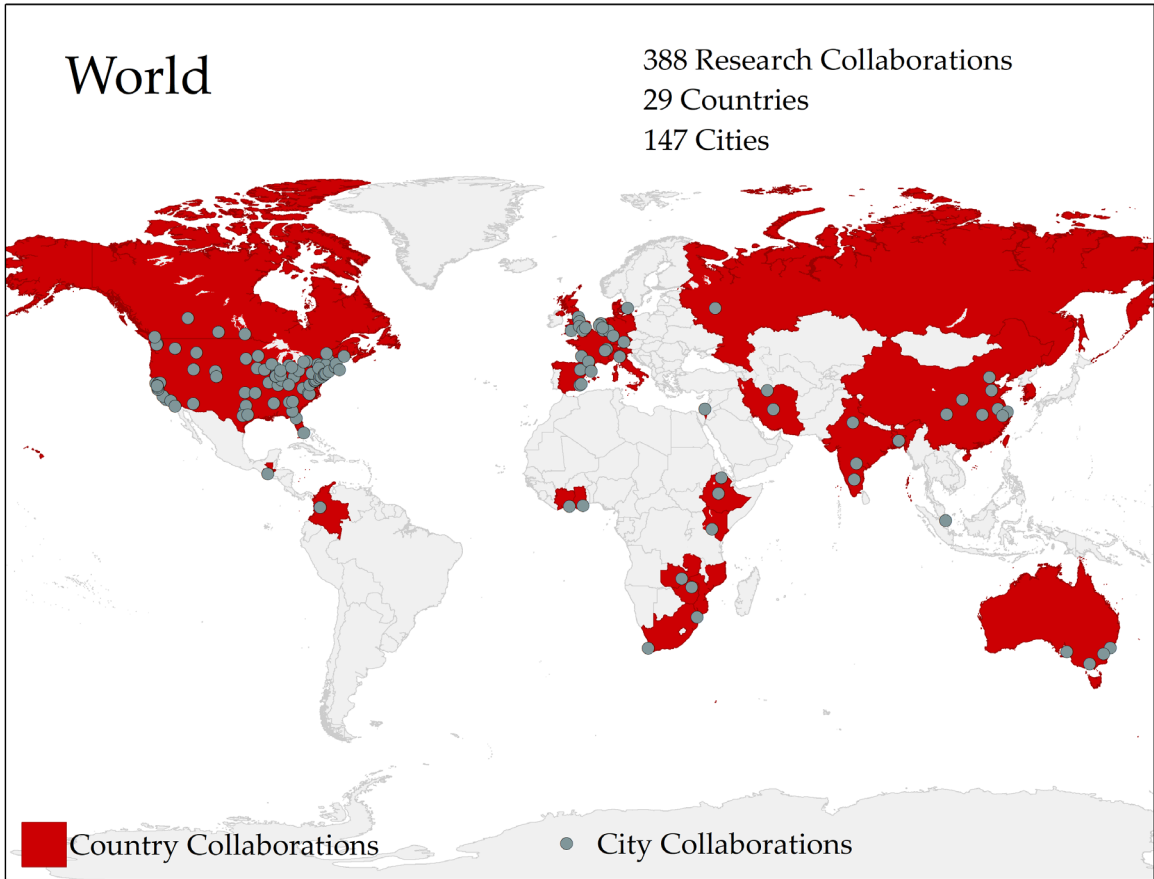 World
388 Research Collaborations
29 Countries
147 Cities
Country Collaborations
City Collaborations